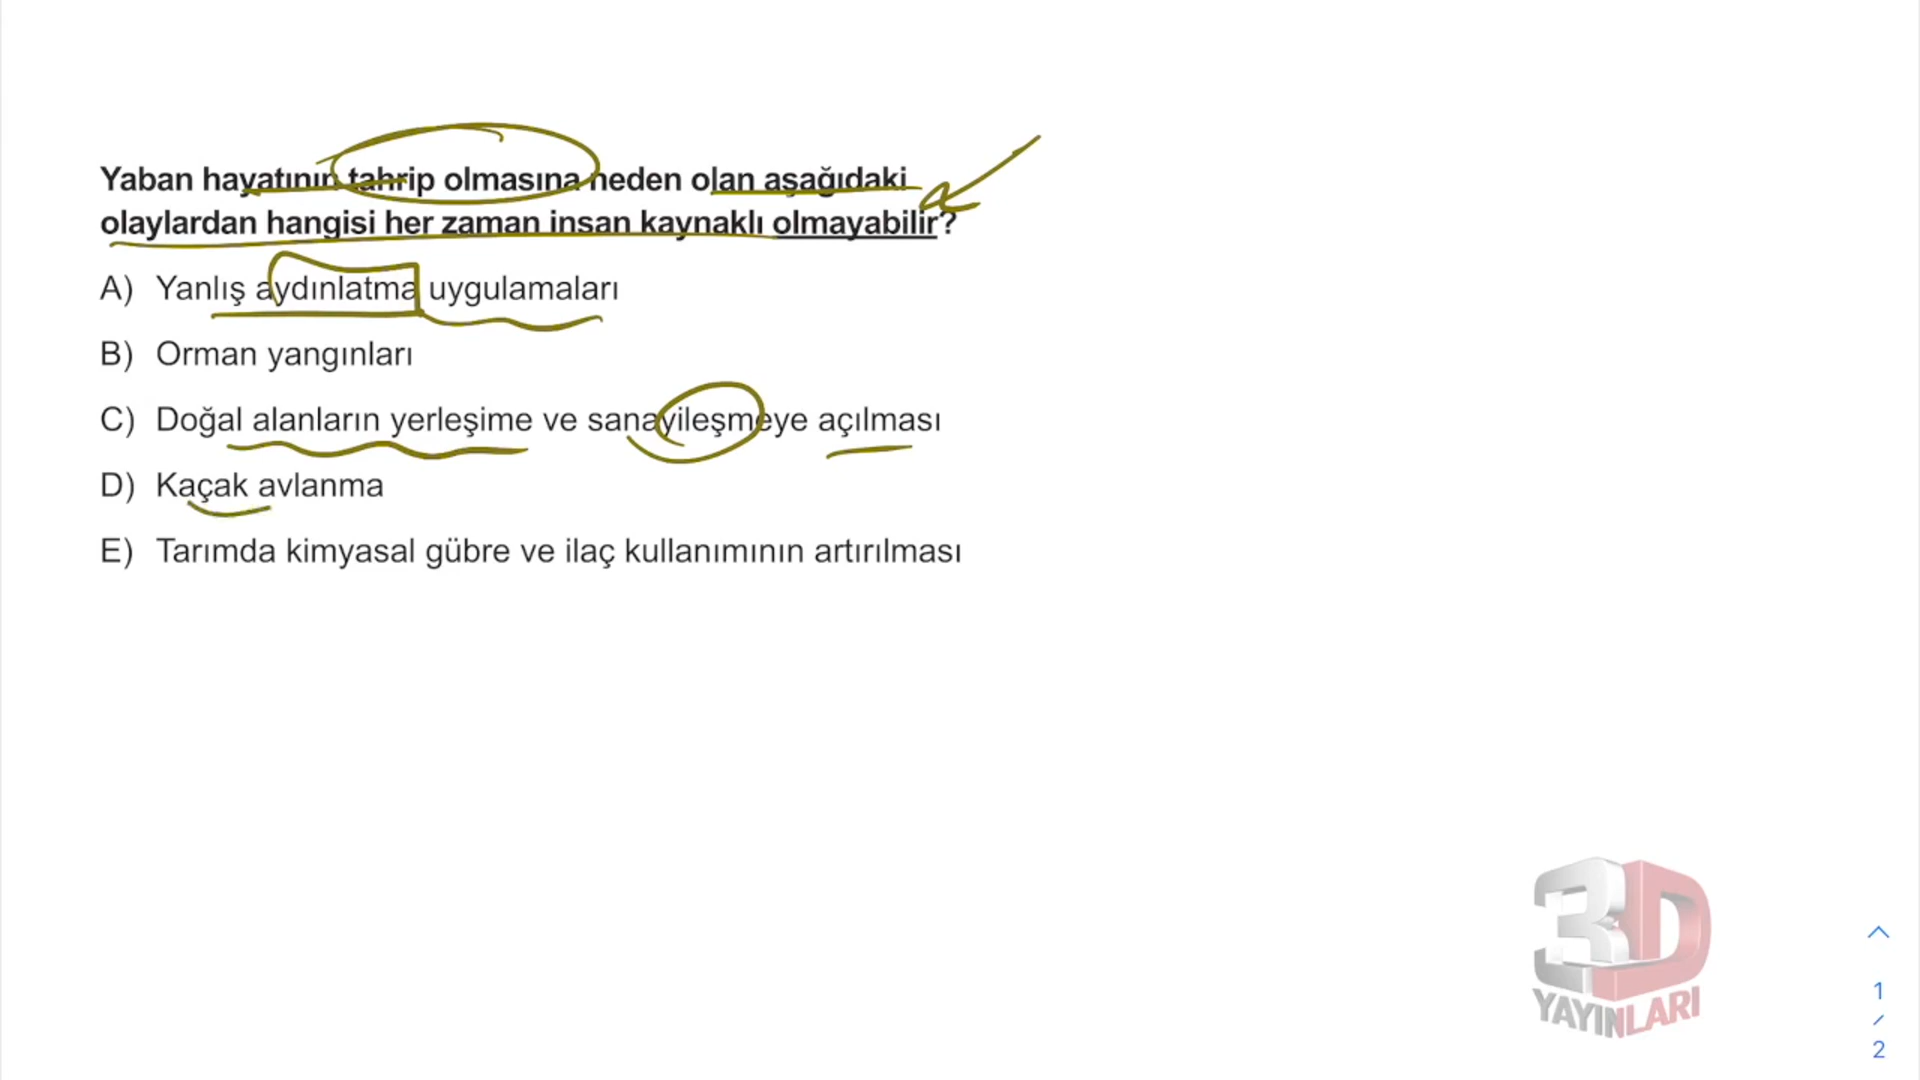 Yaban hayatının tahrip olmasına neden olan aşağıdaki
olaylardan hangisi her zaman insan kaynaklı olmayabilir?
A) Yanlış aydınlatma uygulamaları
B) Orman yangınları
C) Doğal alanların yerleşime ve sanayileşmeye açılması
D) Kaçak avlanma
E) Tarımda kimyasal gübre ve ilaç kullanımının artırılması
3D
YAYINLARI
1
/
2